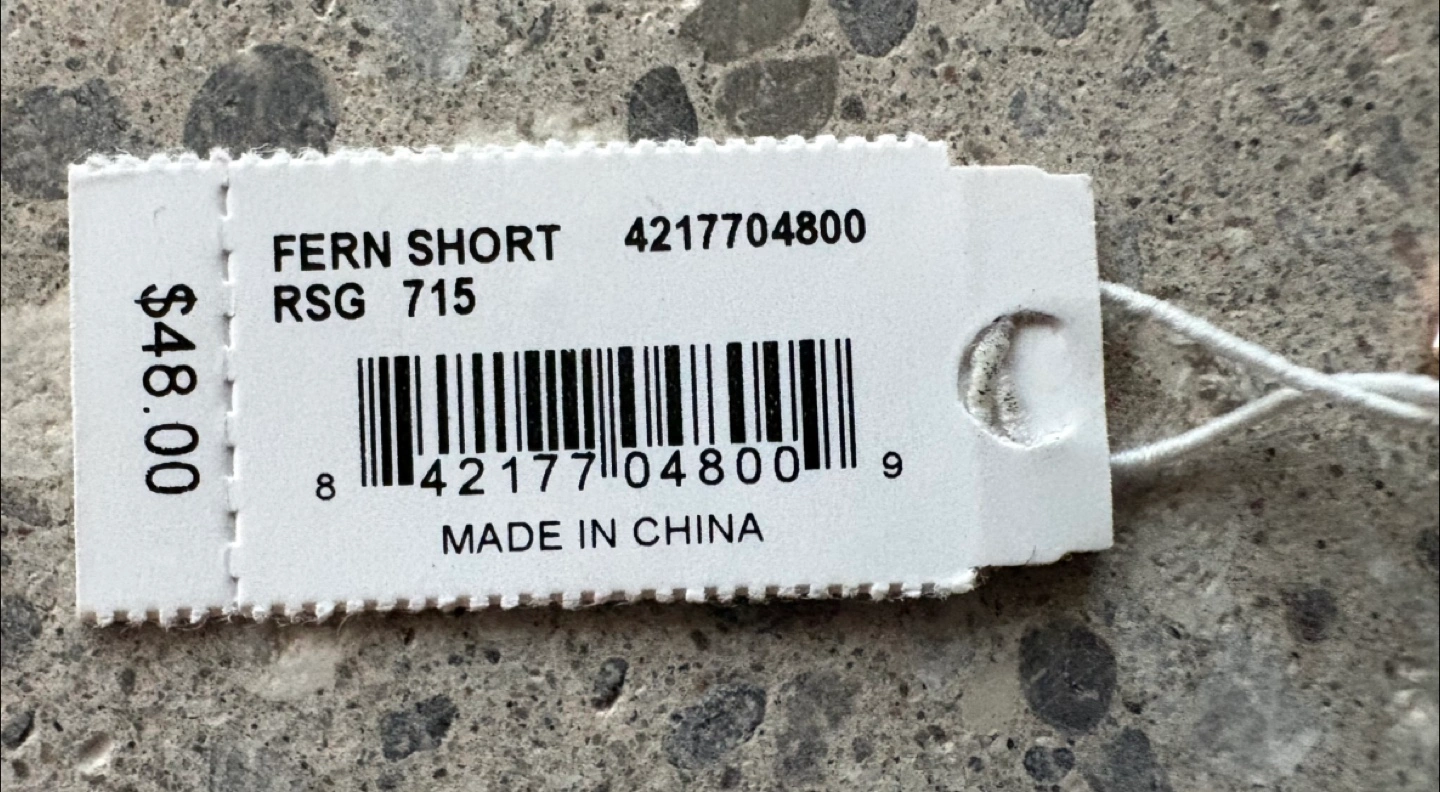 FERN SHORT 4217704800
RSG 715
8 42177 04800 9
MADE IN CHINA
$48.00